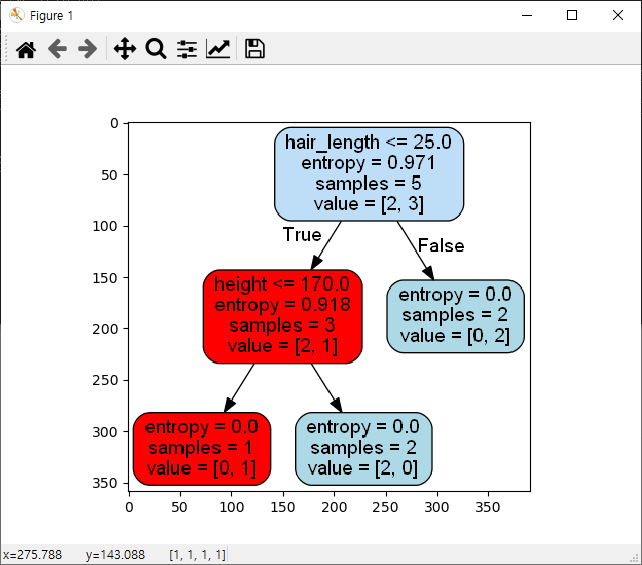 Figure 1
0
50
100
150
200
250
300
350
0 50 100 150 200 250 300 350
hair_length <= 25.0
entropy = 0.971
samples = 5
value = [2, 3]
True
False
height <= 170.0
entropy = 0.918
samples = 3
value = [2, 1]
entropy = 0.0
samples = 2
value = [0, 2]
entropy = 0.0
samples = 1
value = [0, 1]
entropy = 0.0
samples = 2
value = [2, 0]
x=275.788 y=143.088 [1, 1, 1, 1]